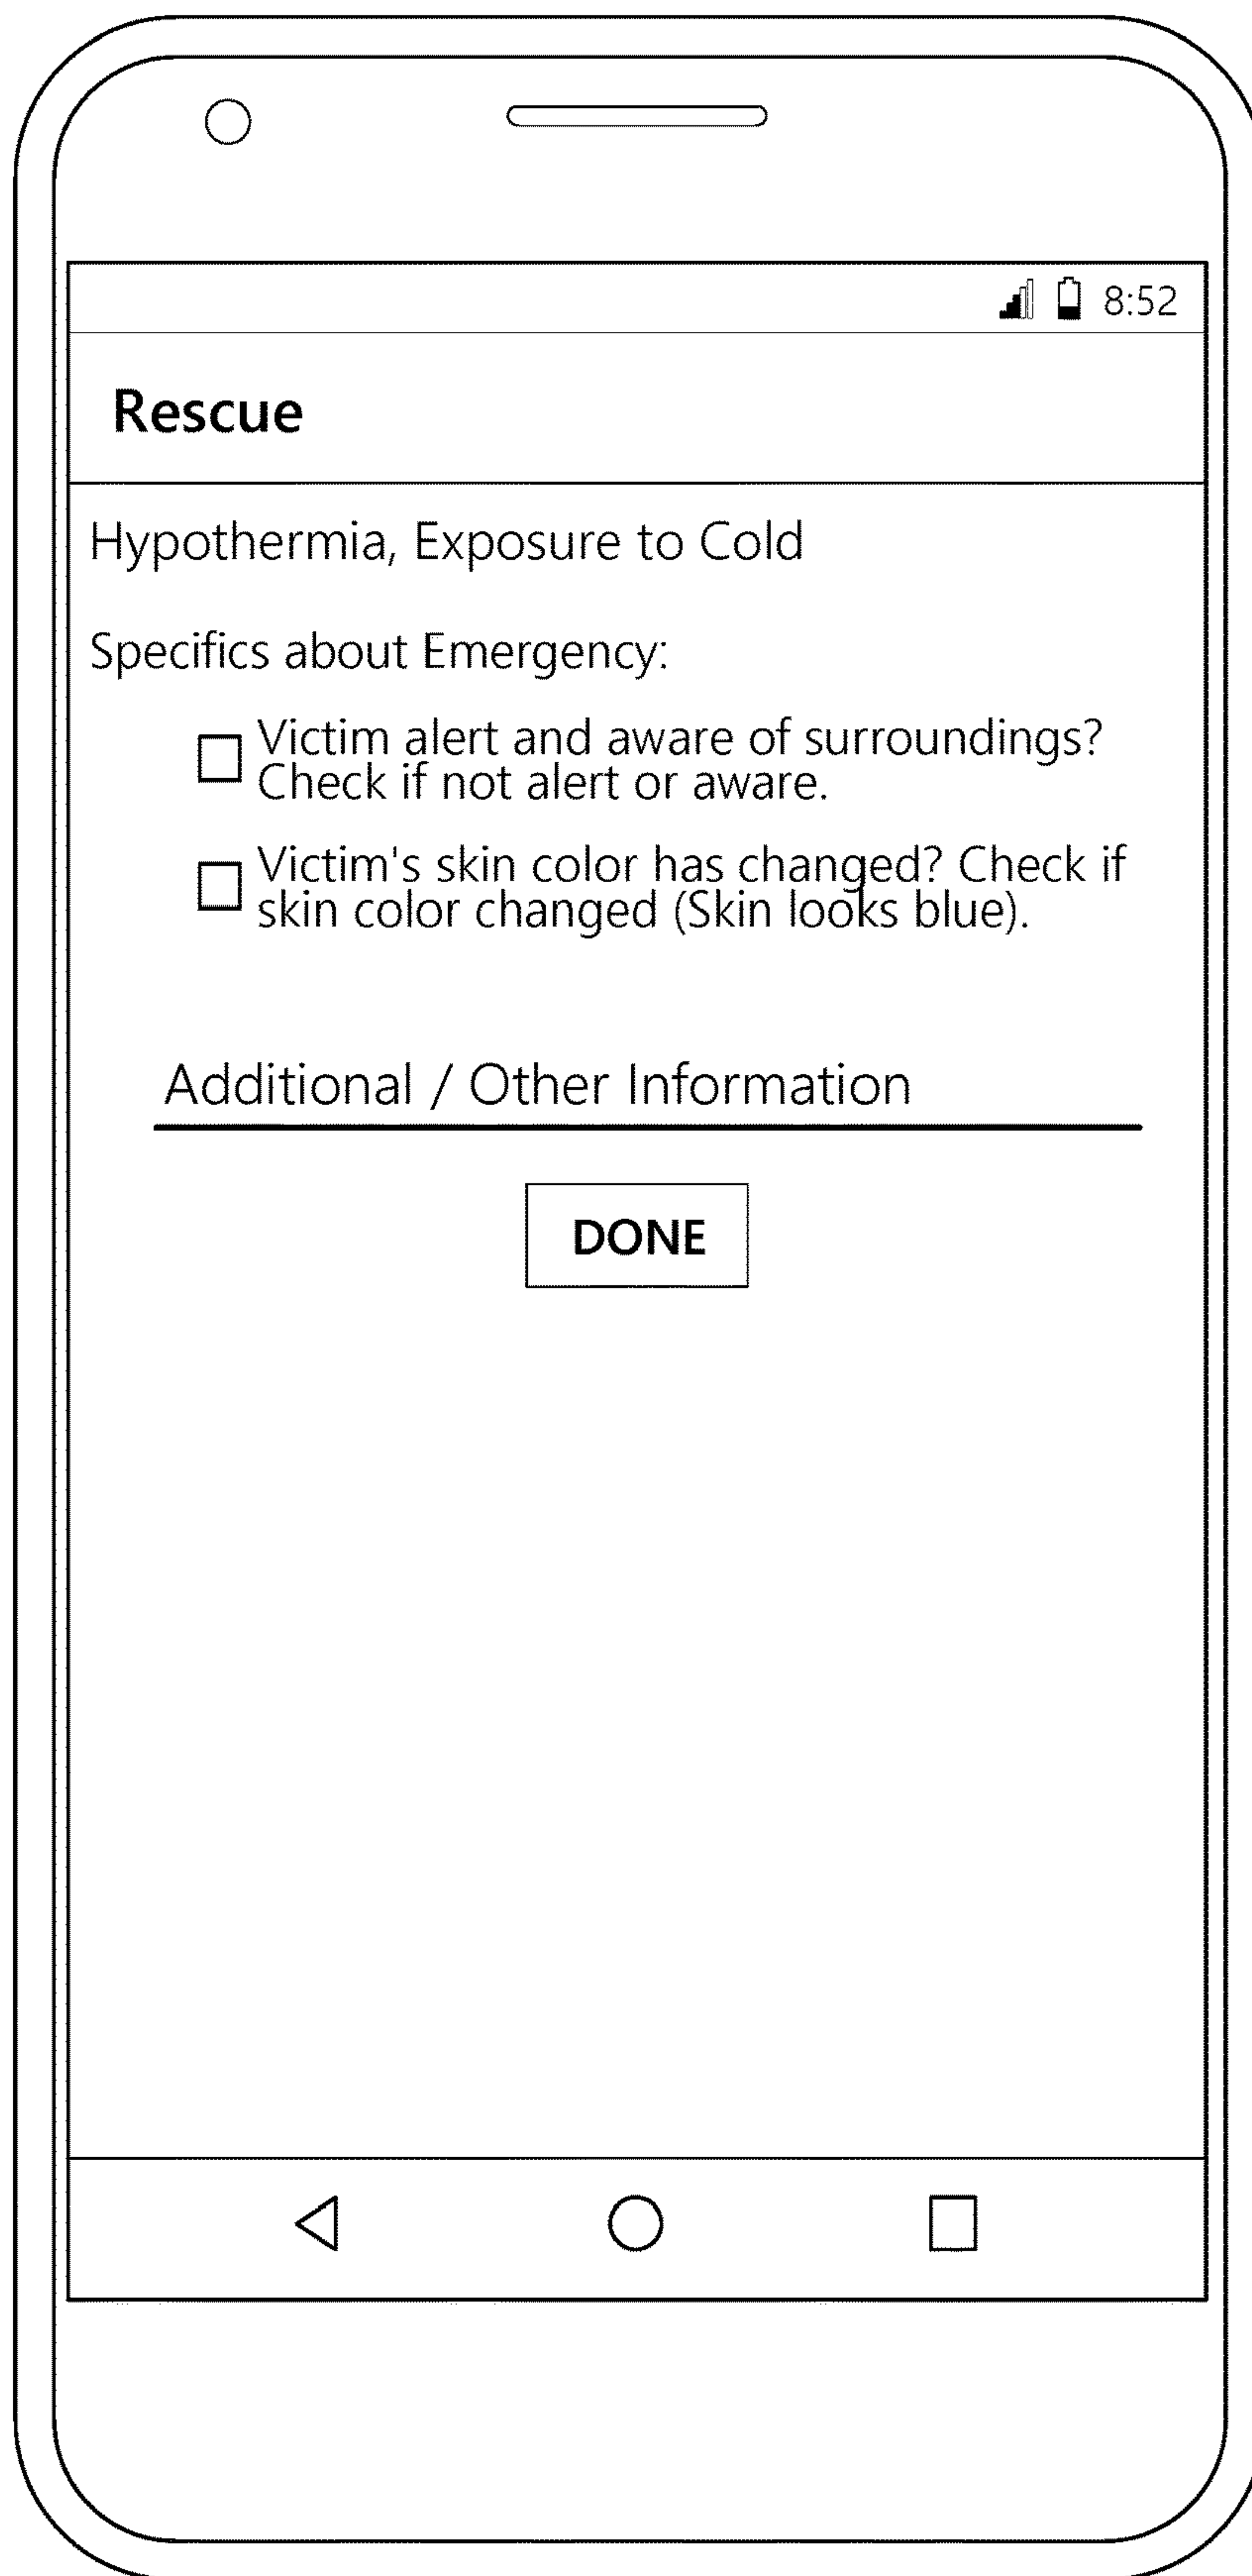 8:52
Rescue
Hypothermia, Exposure to Cold
Specifics about Emergency:
Victim alert and aware of surroundings?
Check if not alert or aware.
Victim's skin color has changed? Check if
skin color changed (Skin looks blue).
Additional / Other Information
DONE